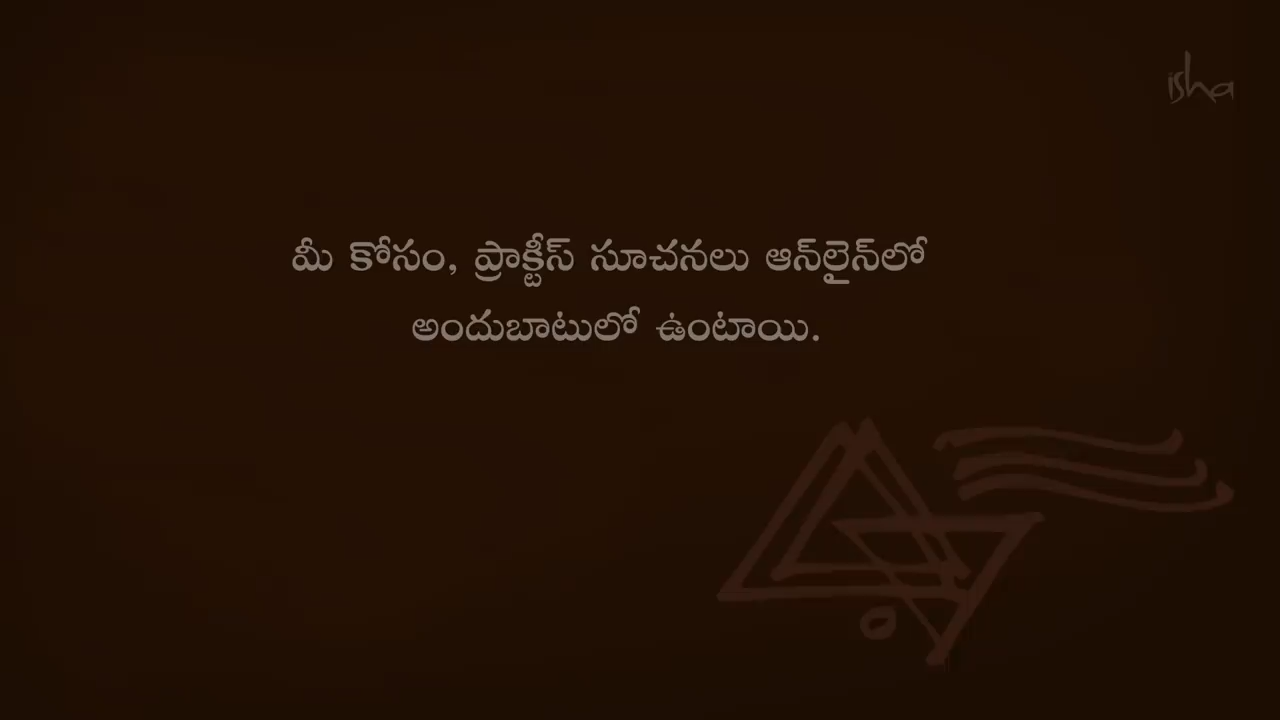 isha
మీ కోసం, ప్రాక్టీస్ సూచనలు ఆన్‌లైన్‌లో
అందుబాటులో ఉంటాయి.